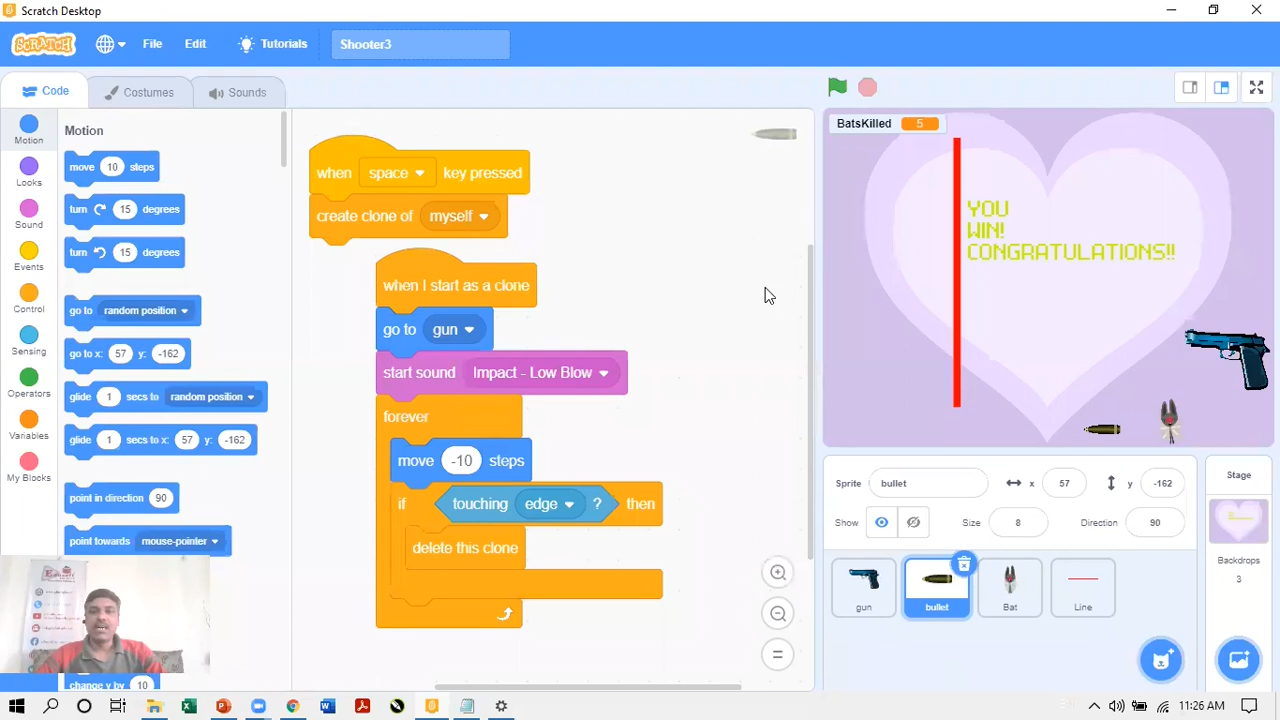 Scratch Desktop
SCRATCH
File
Edit
Tutorials
Shooter3
Code
Costumes
Sounds
Motion
Looks
Sound
Events
Control
Sensing
Operators
Variables
My Blocks
Motion
move 10 steps
turn 15 degrees
turn 15 degrees
go to random position
go to x: 57 y: -162
glide 1 secs to random position
glide 1 secs to x: 57 y: -162
point in direction 90
point towards mouse-pointer
change y by 10
when space key pressed
create clone of myself
when I start as a clone
go to gun
start sound Impact - Low Blow
forever
move -10 steps
if touching edge ? then
delete this clone
BatsKilled 5
YOU
WIN!
CONGRATULATIONS!!
Sprite bullet x 57 y -162
Show Size 8 Direction 90
gun
bullet
Bat
Line
Stage
Backdrops
3
11:26 AM